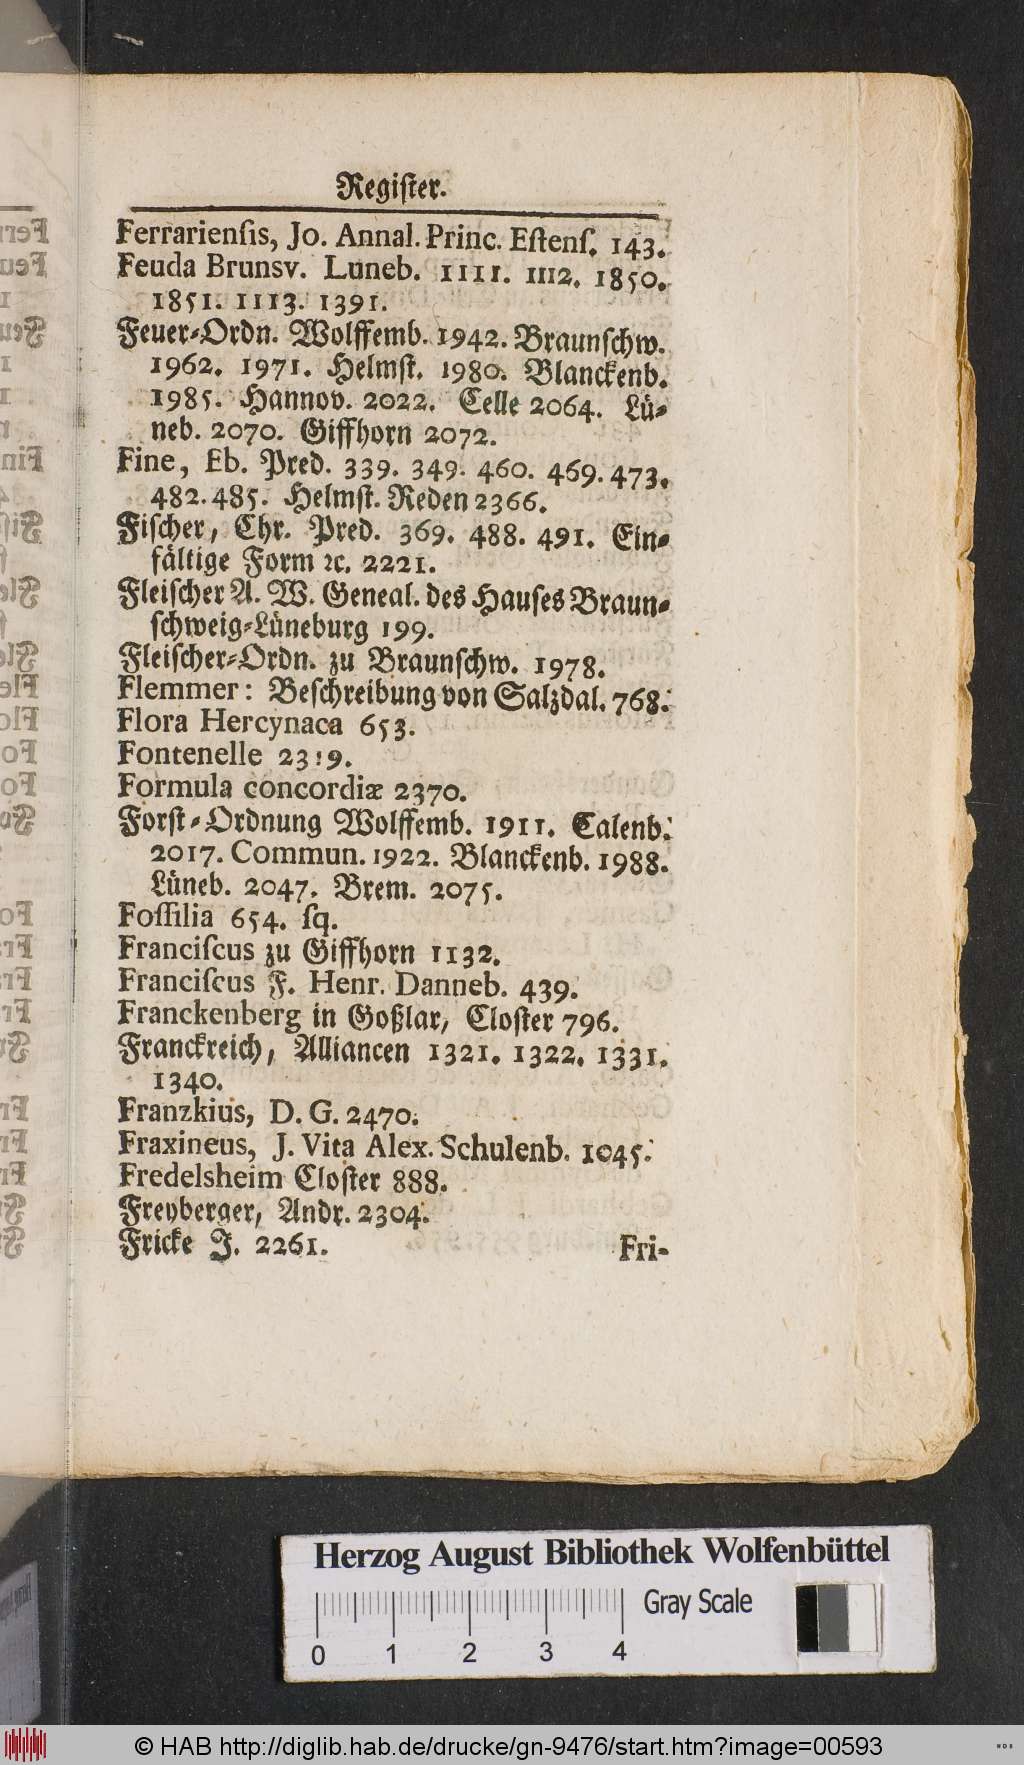 Regiſter.
Ferrarienſis, Jo. Annal. Princ. Eſtenſ. 143.
Feuda Brunsv. Luneb. 1111. 1112. 1850.
1851. 1113. 1391.
Feuer-Ordn. Wolffemb. 1942. Braunſchw.
1962. 1971. Helmſt. 1980. Blanckenb.
1985. Hannov. 2022. Celle 2064. Lü-
neb. 2070. Giffhorn 2072.
Fine, Eb. Pred. 339. 349. 460. 469. 473.
482. 485. Helmſt. Reden 2366.
Fiſcher, Chr. Pred. 369. 488. 491. Ein-
fältige Form ꝛc. 2221.
Fleiſcher A. W. Geneal. des Hauſes Braun-
ſchweig-Lüneburg 199.
Fleiſcher-Ordn. zu Braunſchw. 1978.
Flemmer: Beſchreibung von Salzdal. 768.
Flora Hercynaca 653.
Fontenelle 2319.
Formula concordiæ 2370.
Forſt-Ordnung Wolffemb. 1911. Calenb.
2017. Commun. 1922. Blanckenb. 1988.
Lüneb. 2047. Brem. 2075.
Foſſilia 654. ſq.
Franciſcus zu Giffhorn 1132.
Franciſcus F. Henr. Danneb. 439.
Franckenberg in Goßlar, Cloſter 796.
Franckreich, Alliancen 1321. 1322. 1331.
1340.
Franzkius, D. G. 2470.
Fraxineus, J. Vita Alex. Schulenb. 1045.
Fredelsheim Cloſter 888.
Freyberger, Andr. 2304.
Fricke J. 2261.
Fri-
Herzog August Bibliothek Wolfenbüttel
Gray Scale
0 1 2 3 4
© HAB http://diglib.hab.de/drucke/gn-9476/start.htm?image=00593